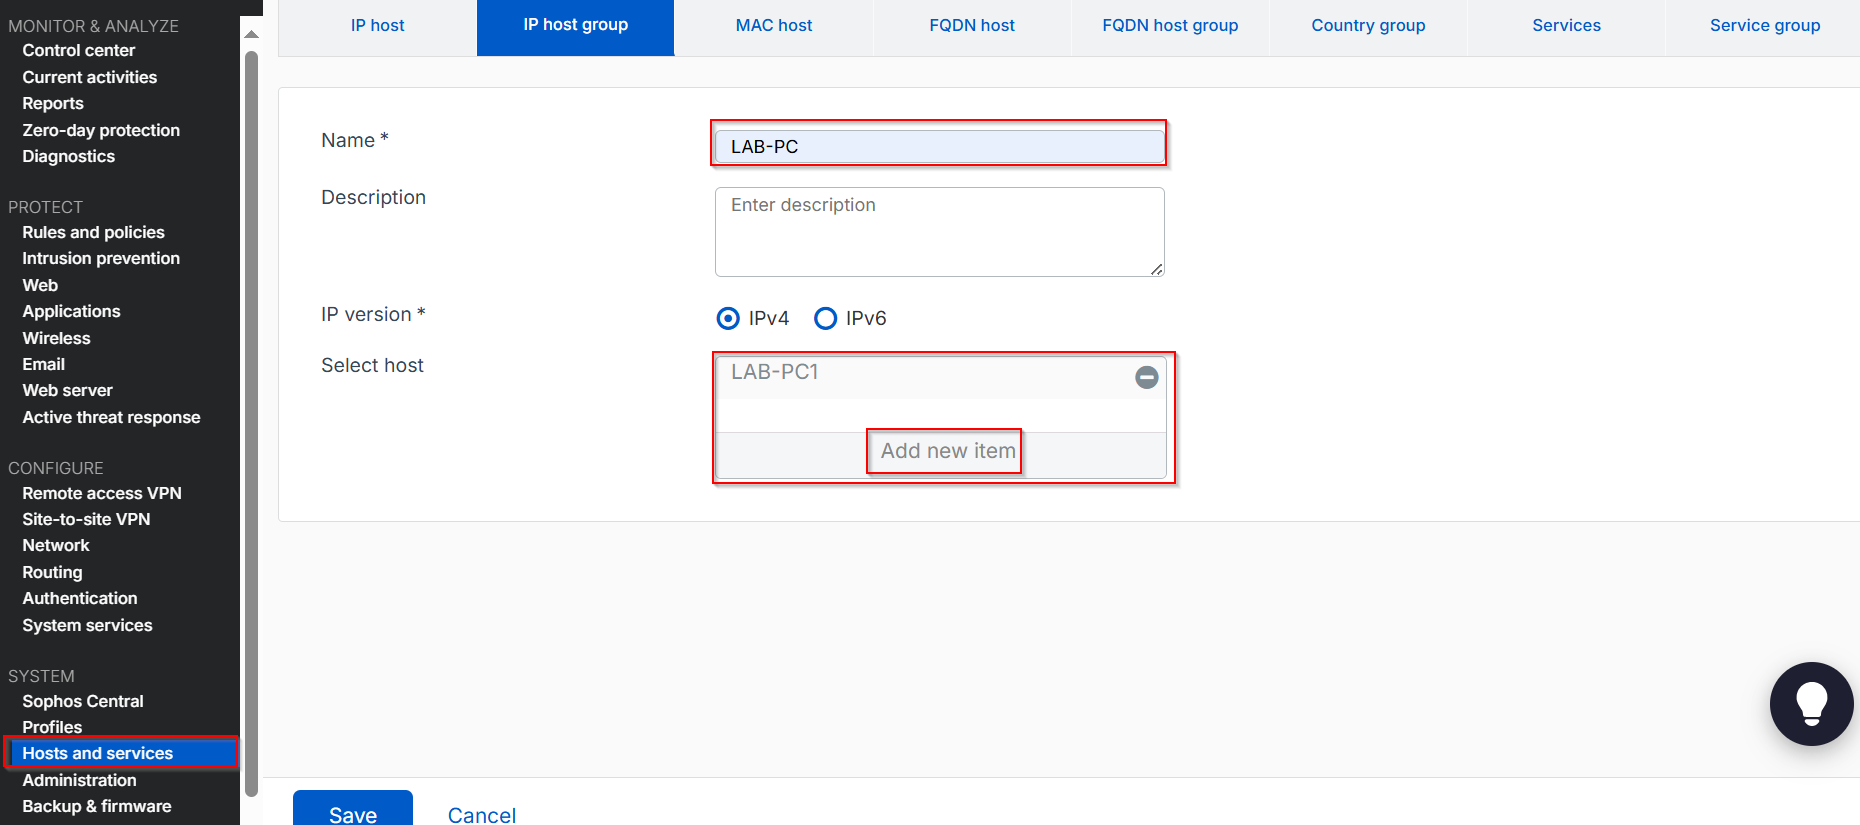 MONITOR & ANALYZE
Control center
Current activities
Reports
Zero-day protection
Diagnostics
PROTECT
Rules and policies
Intrusion prevention
Web
Applications
Wireless
Email
Web server
Active threat response
CONFIGURE
Remote access VPN
Site-to-site VPN
Network
Routing
Authentication
System services
SYSTEM
Sophos Central
Profiles
Hosts and services
Administration
Backup & firmware
IP host IP host group MAC host FQDN host FQDN host group Country group Services Service group
Name * LAB-PC
Description Enter description
IP version * IPv4 IPv6
Select host LAB-PC1
Add new item
Save Cancel